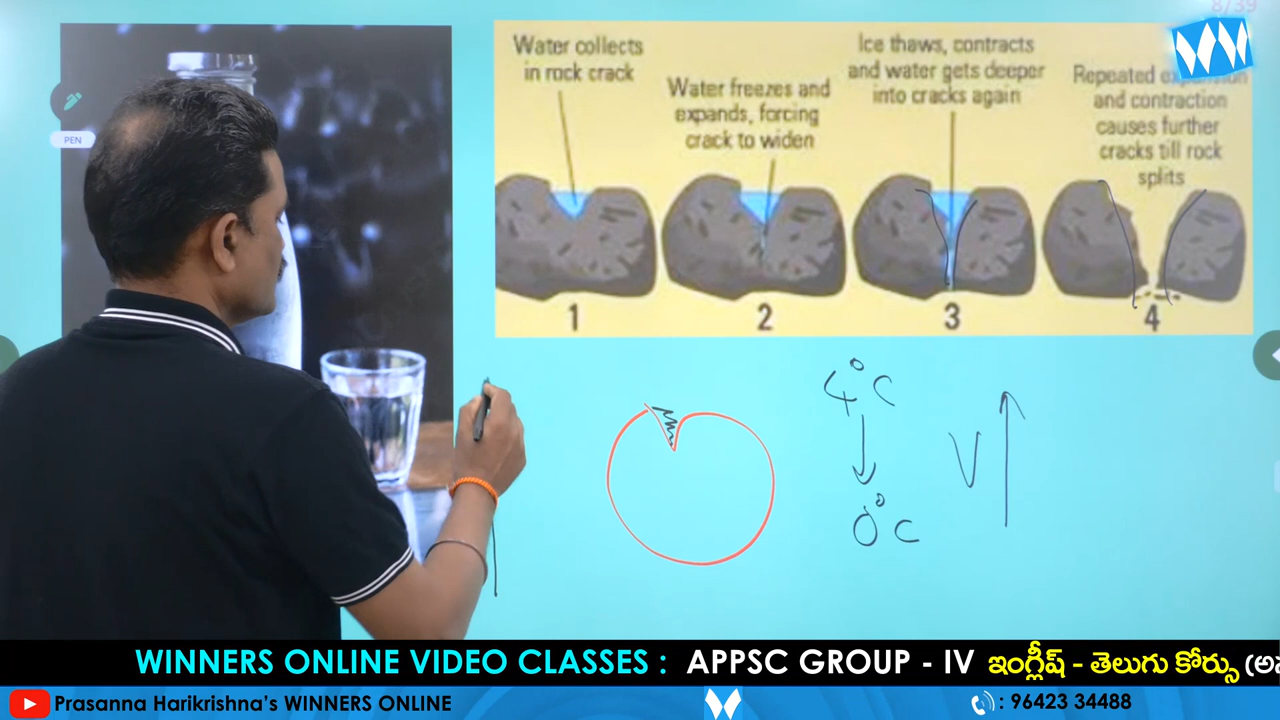 8/39
PEN
Water collects
in rock crack
Water freezes and
expands, forcing
crack to widen
Ice thaws, contracts
and water gets deeper
into cracks again
Repeated
and contraction
causes further
cracks till rock
splits
1
2
3
4
4°C
0°C
V
WINNERS ONLINE VIDEO CLASSES : APPSC GROUP - IV ఇంగ్లీష్ - తెలుగు కోర్సు
Prasanna Harikrishna's WINNERS ONLINE
: 96423 34488